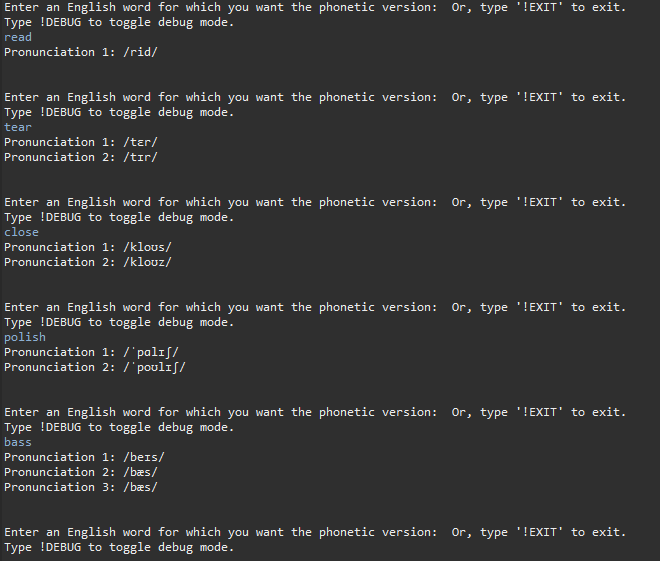 Enter an English word for which you want the phonetic version:  Or, type '!EXIT' to exit.
Type !DEBUG to toggle debug mode.
read
Pronunciation 1: /rid/
Enter an English word for which you want the phonetic version:  Or, type '!EXIT' to exit.
Type !DEBUG to toggle debug mode.
tear
Pronunciation 1: /tɛr/
Pronunciation 2: /tɪr/
Enter an English word for which you want the phonetic version:  Or, type '!EXIT' to exit.
Type !DEBUG to toggle debug mode.
close
Pronunciation 1: /kloʊs/
Pronunciation 2: /kloʊz/
Enter an English word for which you want the phonetic version:  Or, type '!EXIT' to exit.
Type !DEBUG to toggle debug mode.
polish
Pronunciation 1: /ˈpɑlɪʃ/
Pronunciation 2: /ˈpoʊlɪʃ/
Enter an English word for which you want the phonetic version:  Or, type '!EXIT' to exit.
Type !DEBUG to toggle debug mode.
bass
Pronunciation 1: /beɪs/
Pronunciation 2: /bæs/
Pronunciation 3: /bæs/
Enter an English word for which you want the phonetic version:  Or, type '!EXIT' to exit.
Type !DEBUG to toggle debug mode.